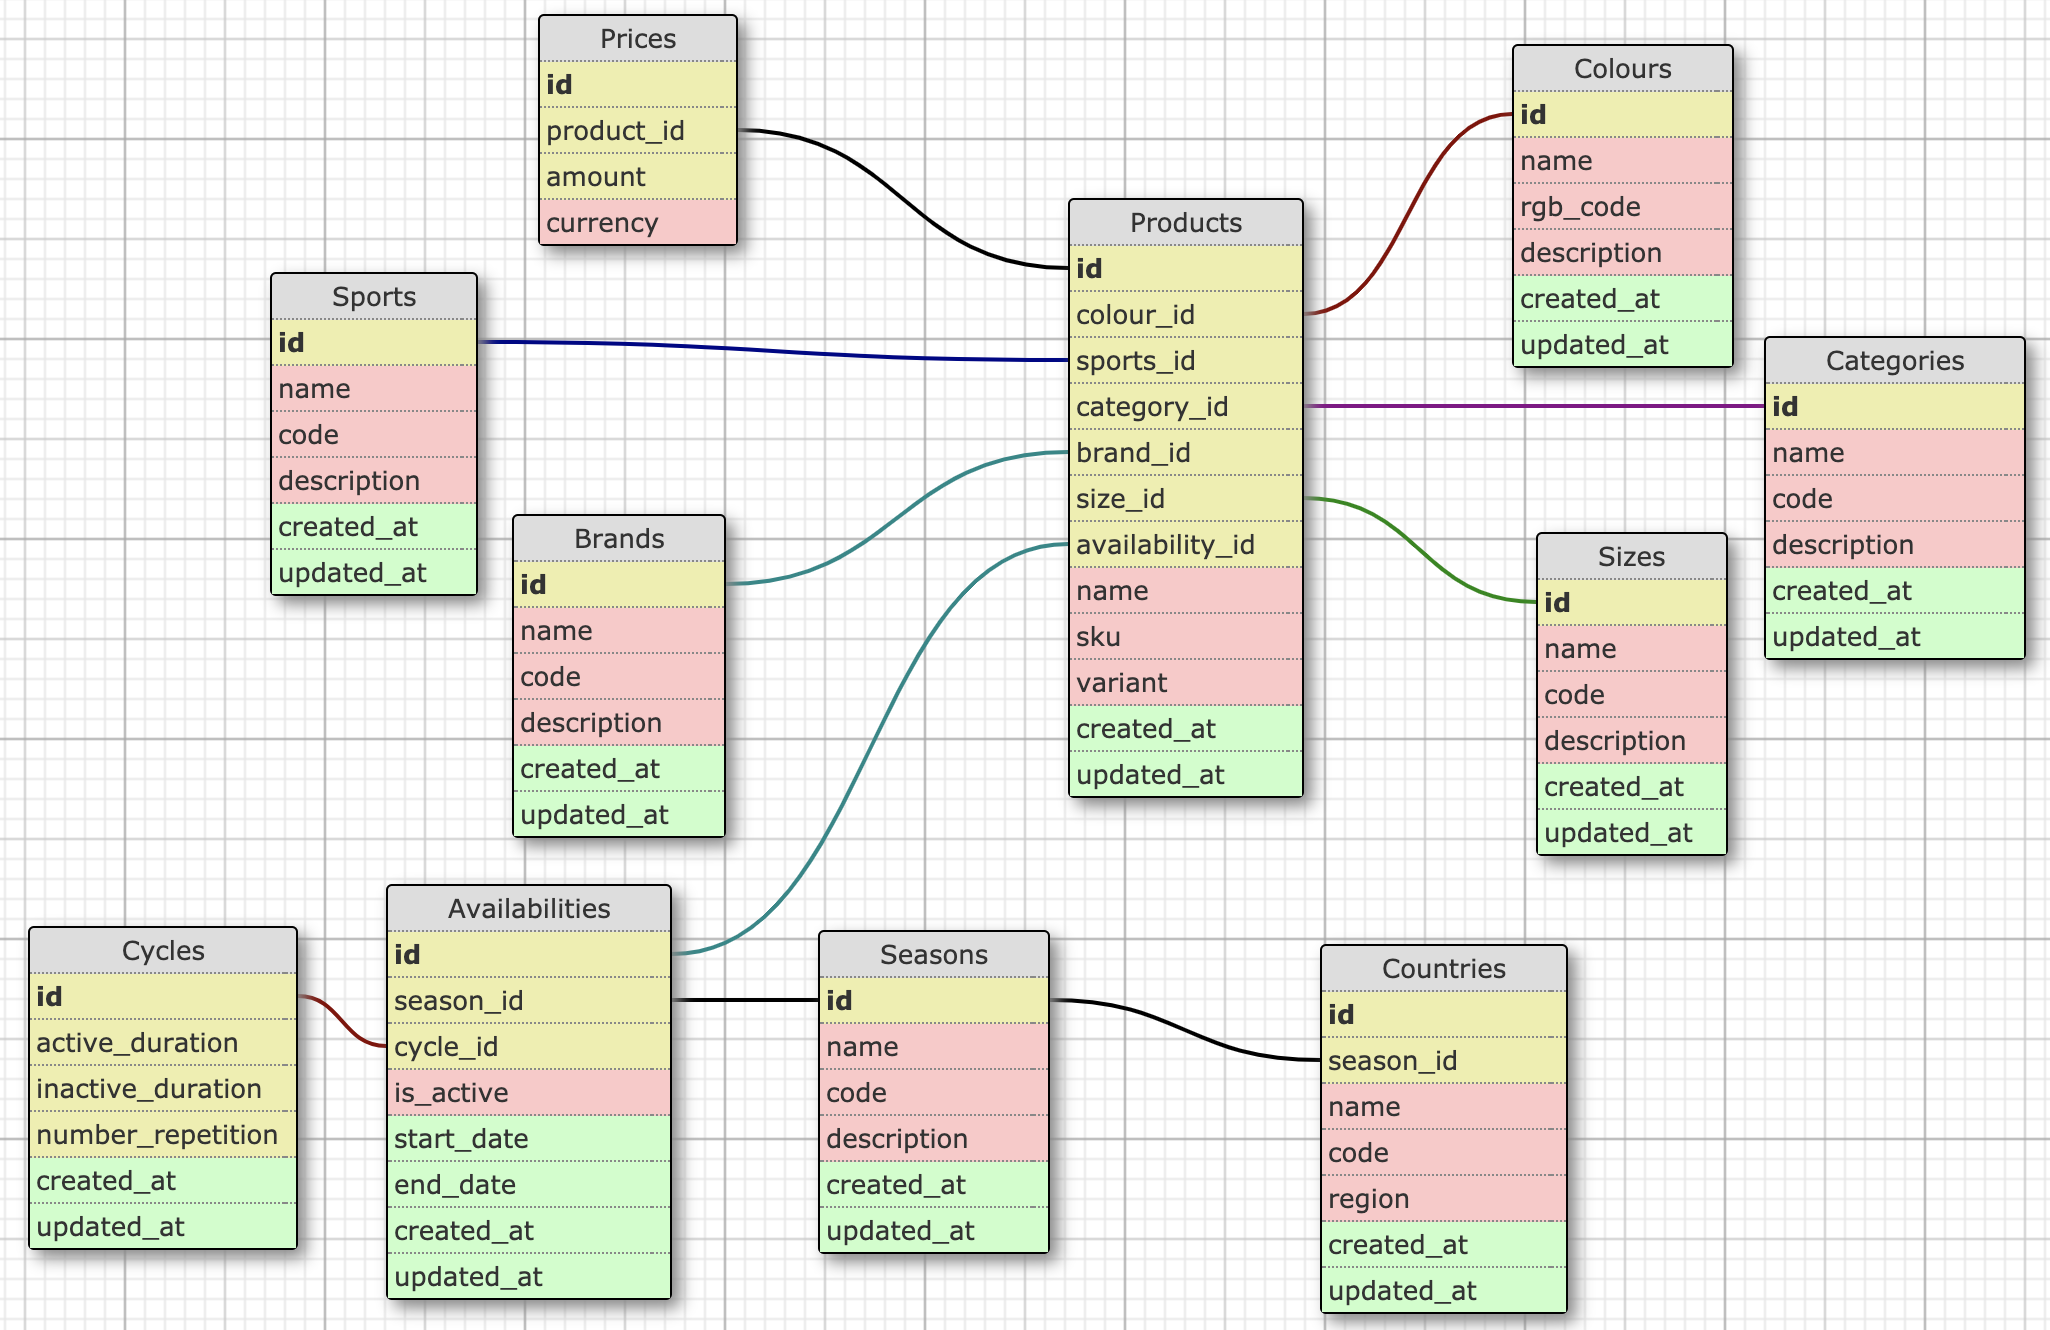 Prices
id
product_id
amount
currency
Colours
id
name
rgb_code
description
created_at
updated_at
Products
id
colour_id
sports_id
category_id
brand_id
size_id
availability_id
name
sku
variant
created_at
updated_at
Sports
id
name
code
description
created_at
updated_at
Categories
id
name
code
description
created_at
updated_at
Brands
id
name
code
description
created_at
updated_at
Sizes
id
name
code
description
created_at
updated_at
Cycles
id
active_duration
inactive_duration
number_repetition
created_at
updated_at
Availabilities
id
season_id
cycle_id
is_active
start_date
end_date
created_at
updated_at
Seasons
id
name
code
description
created_at
updated_at
Countries
id
season_id
name
code
region
created_at
updated_at